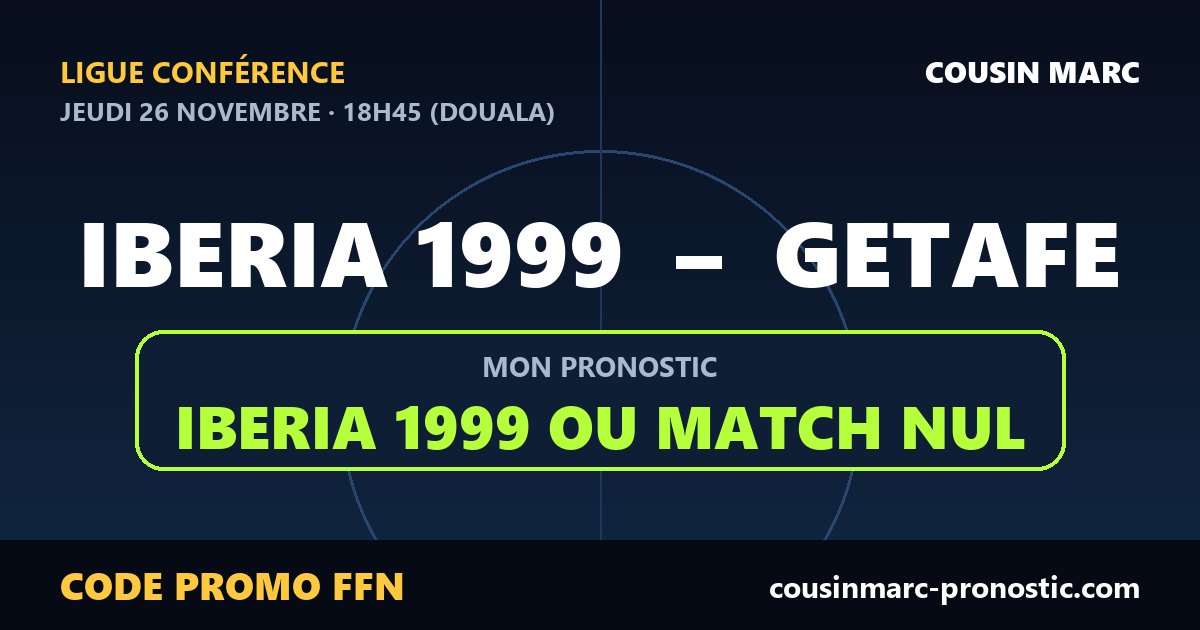 LIGUE CONFÉRENCE
COUSIN MARC
JEUDI 26 NOVEMBRE · 18H45 (DOUALA)
IBERIA 1999 – GETAFE
MON PRONOSTIC
IBERIA 1999 OU MATCH NUL
CODE PROMO FFN
cousinmarc-pronostic.com